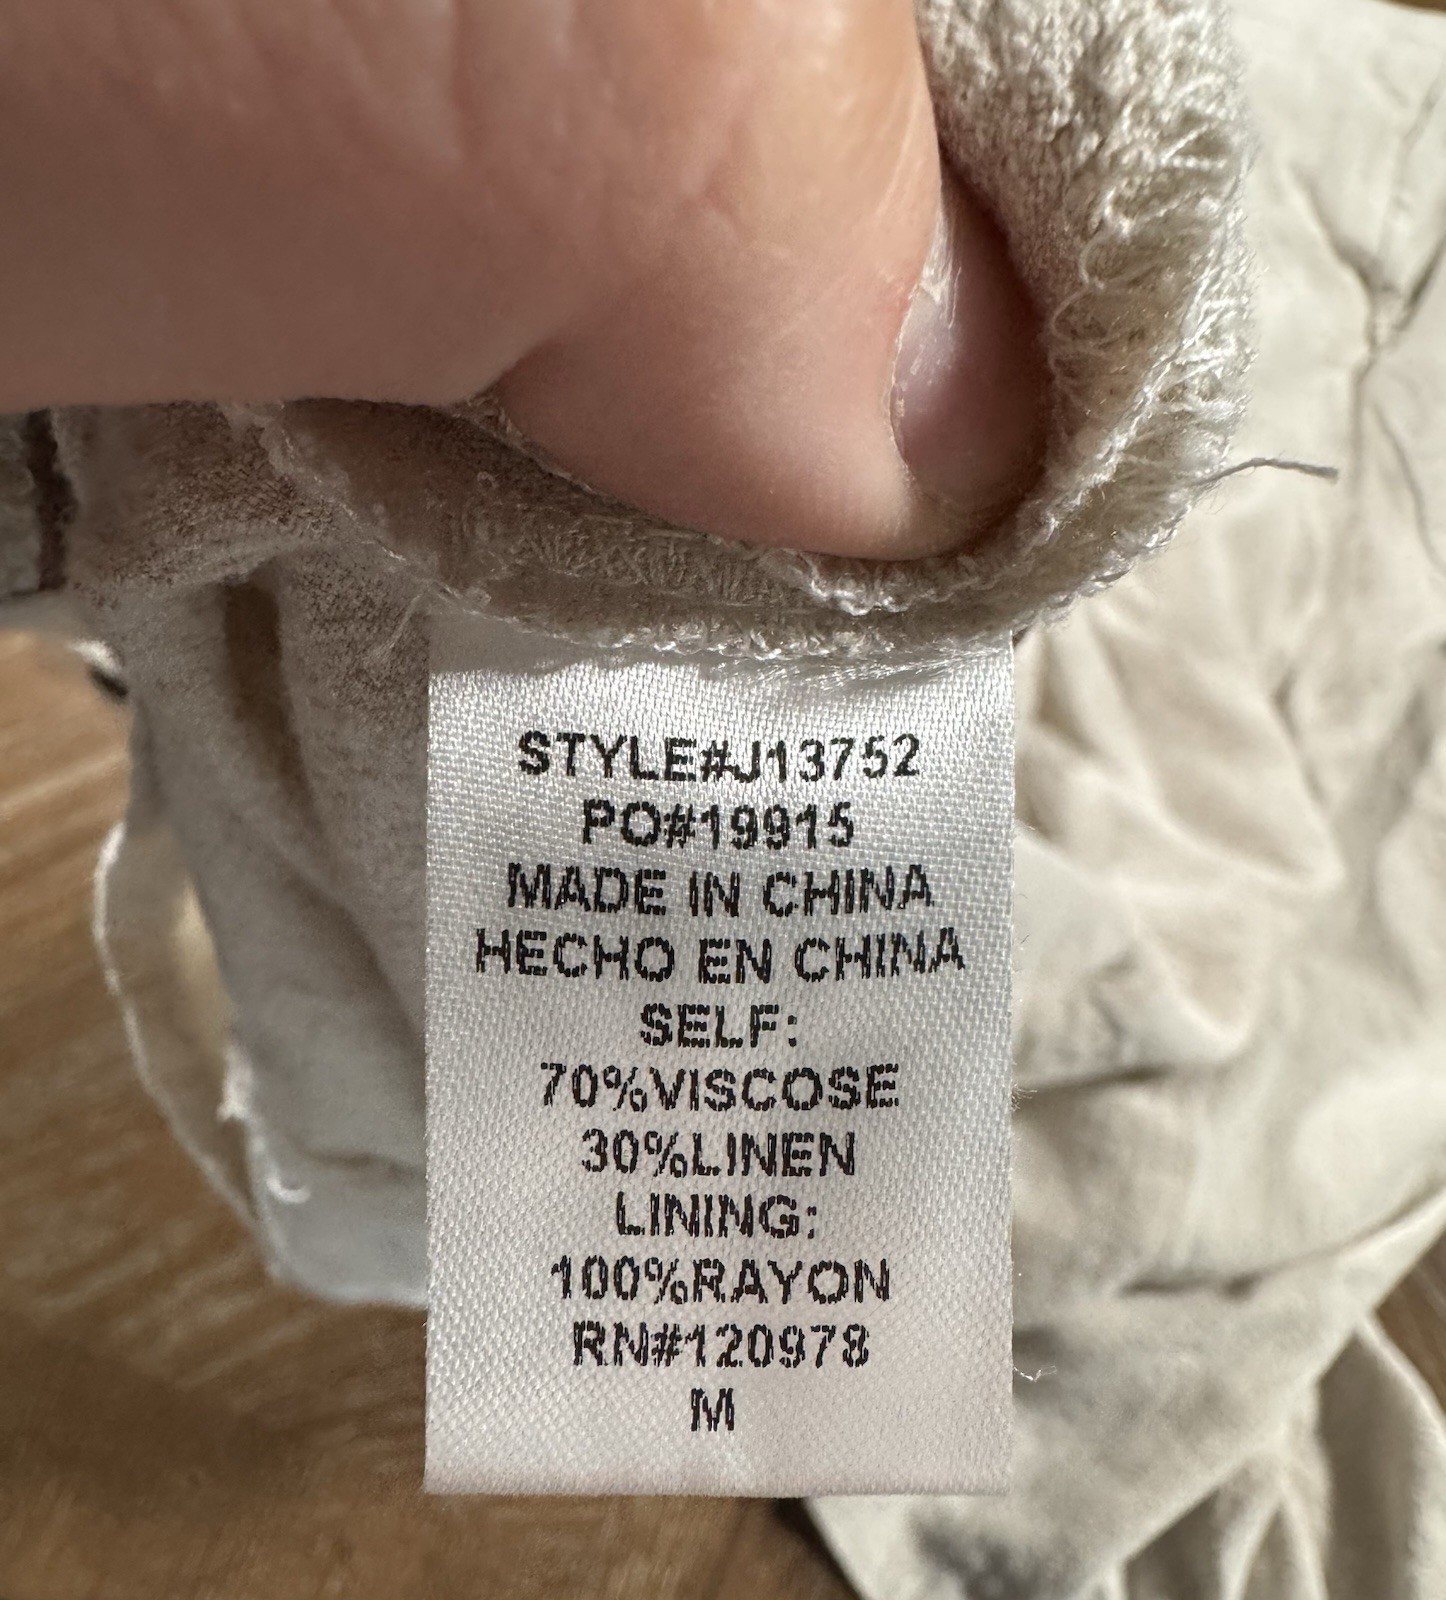 STYLE#J13752
PO#19915
MADE IN CHINA
HECHO EN CHINA
SELF:
70%VISCOSE
30%LINEN
LINING:
100%RAYON
RN#120978
M